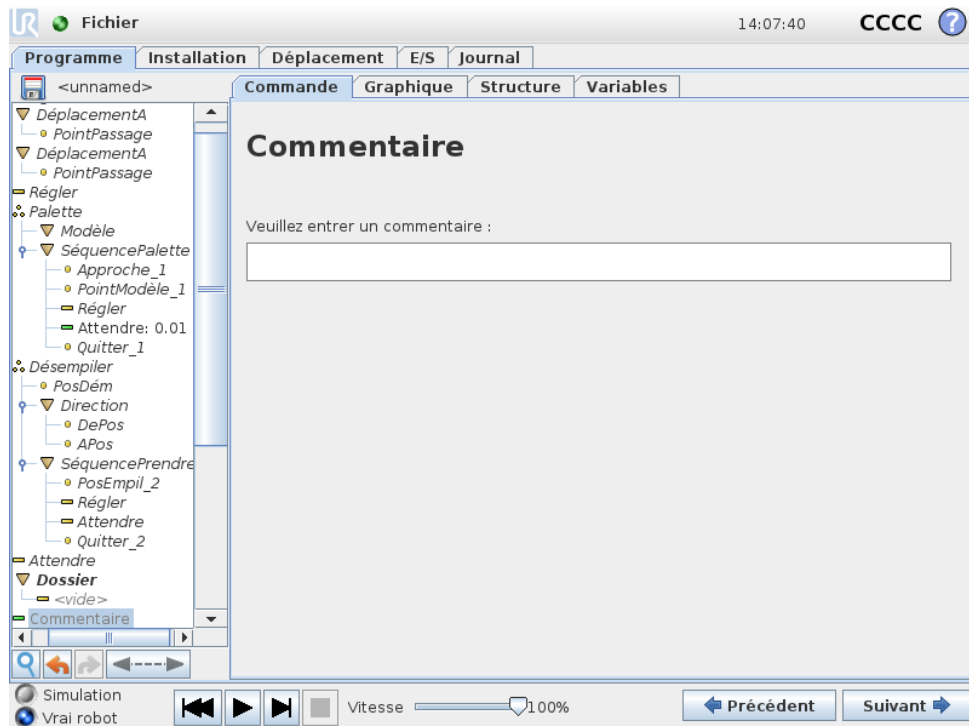 UR Fichier 14:07:40 CCCC ?
Programme Installation Déplacement E/S Journal
<unnamed> Commande Graphique Structure Variables
DéplacementA
PointPassage
DéplacementA
PointPassage
Régler
Palette
Modèle
SéquencePalette
Approche_1
PointModèle_1
Régler
Attendre: 0.01
Quitter_1
Désempiler
PosDém
Direction
DePos
APos
SéquencePrendre
PosEmpil_2
Régler
Attendre
Quitter_2
Attendre
Dossier
<vide>
Commentaire
Commentaire
Veuillez entrer un commentaire :
Simulation
Vrai robot
Vitesse 100%
Précédent Suivant